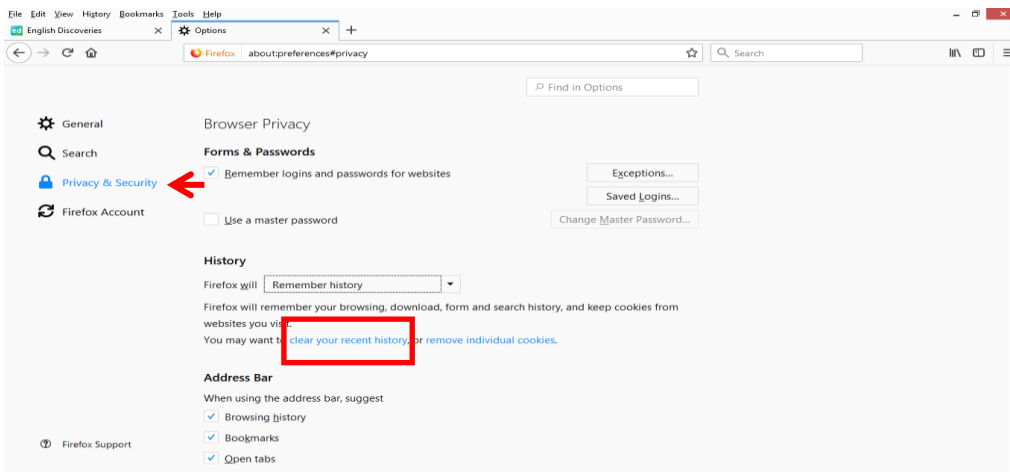 File Edit View History Bookmarks Tools Help
ed English Discoveries
Options
Firefox about:preferences#privacy
Search
Find in Options
General
Search
Privacy & Security
Firefox Account
Browser Privacy
Forms & Passwords
Remember logins and passwords for websites
Exceptions...
Saved Logins...
Use a master password
Change Master Password...
History
Firefox will Remember history
Firefox will remember your browsing, download, form and search history, and keep cookies from
websites you visit.
You may want to clear your recent history, or remove individual cookies.
Address Bar
When using the address bar, suggest
Browsing history
Bookmarks
Open tabs
Firefox Support